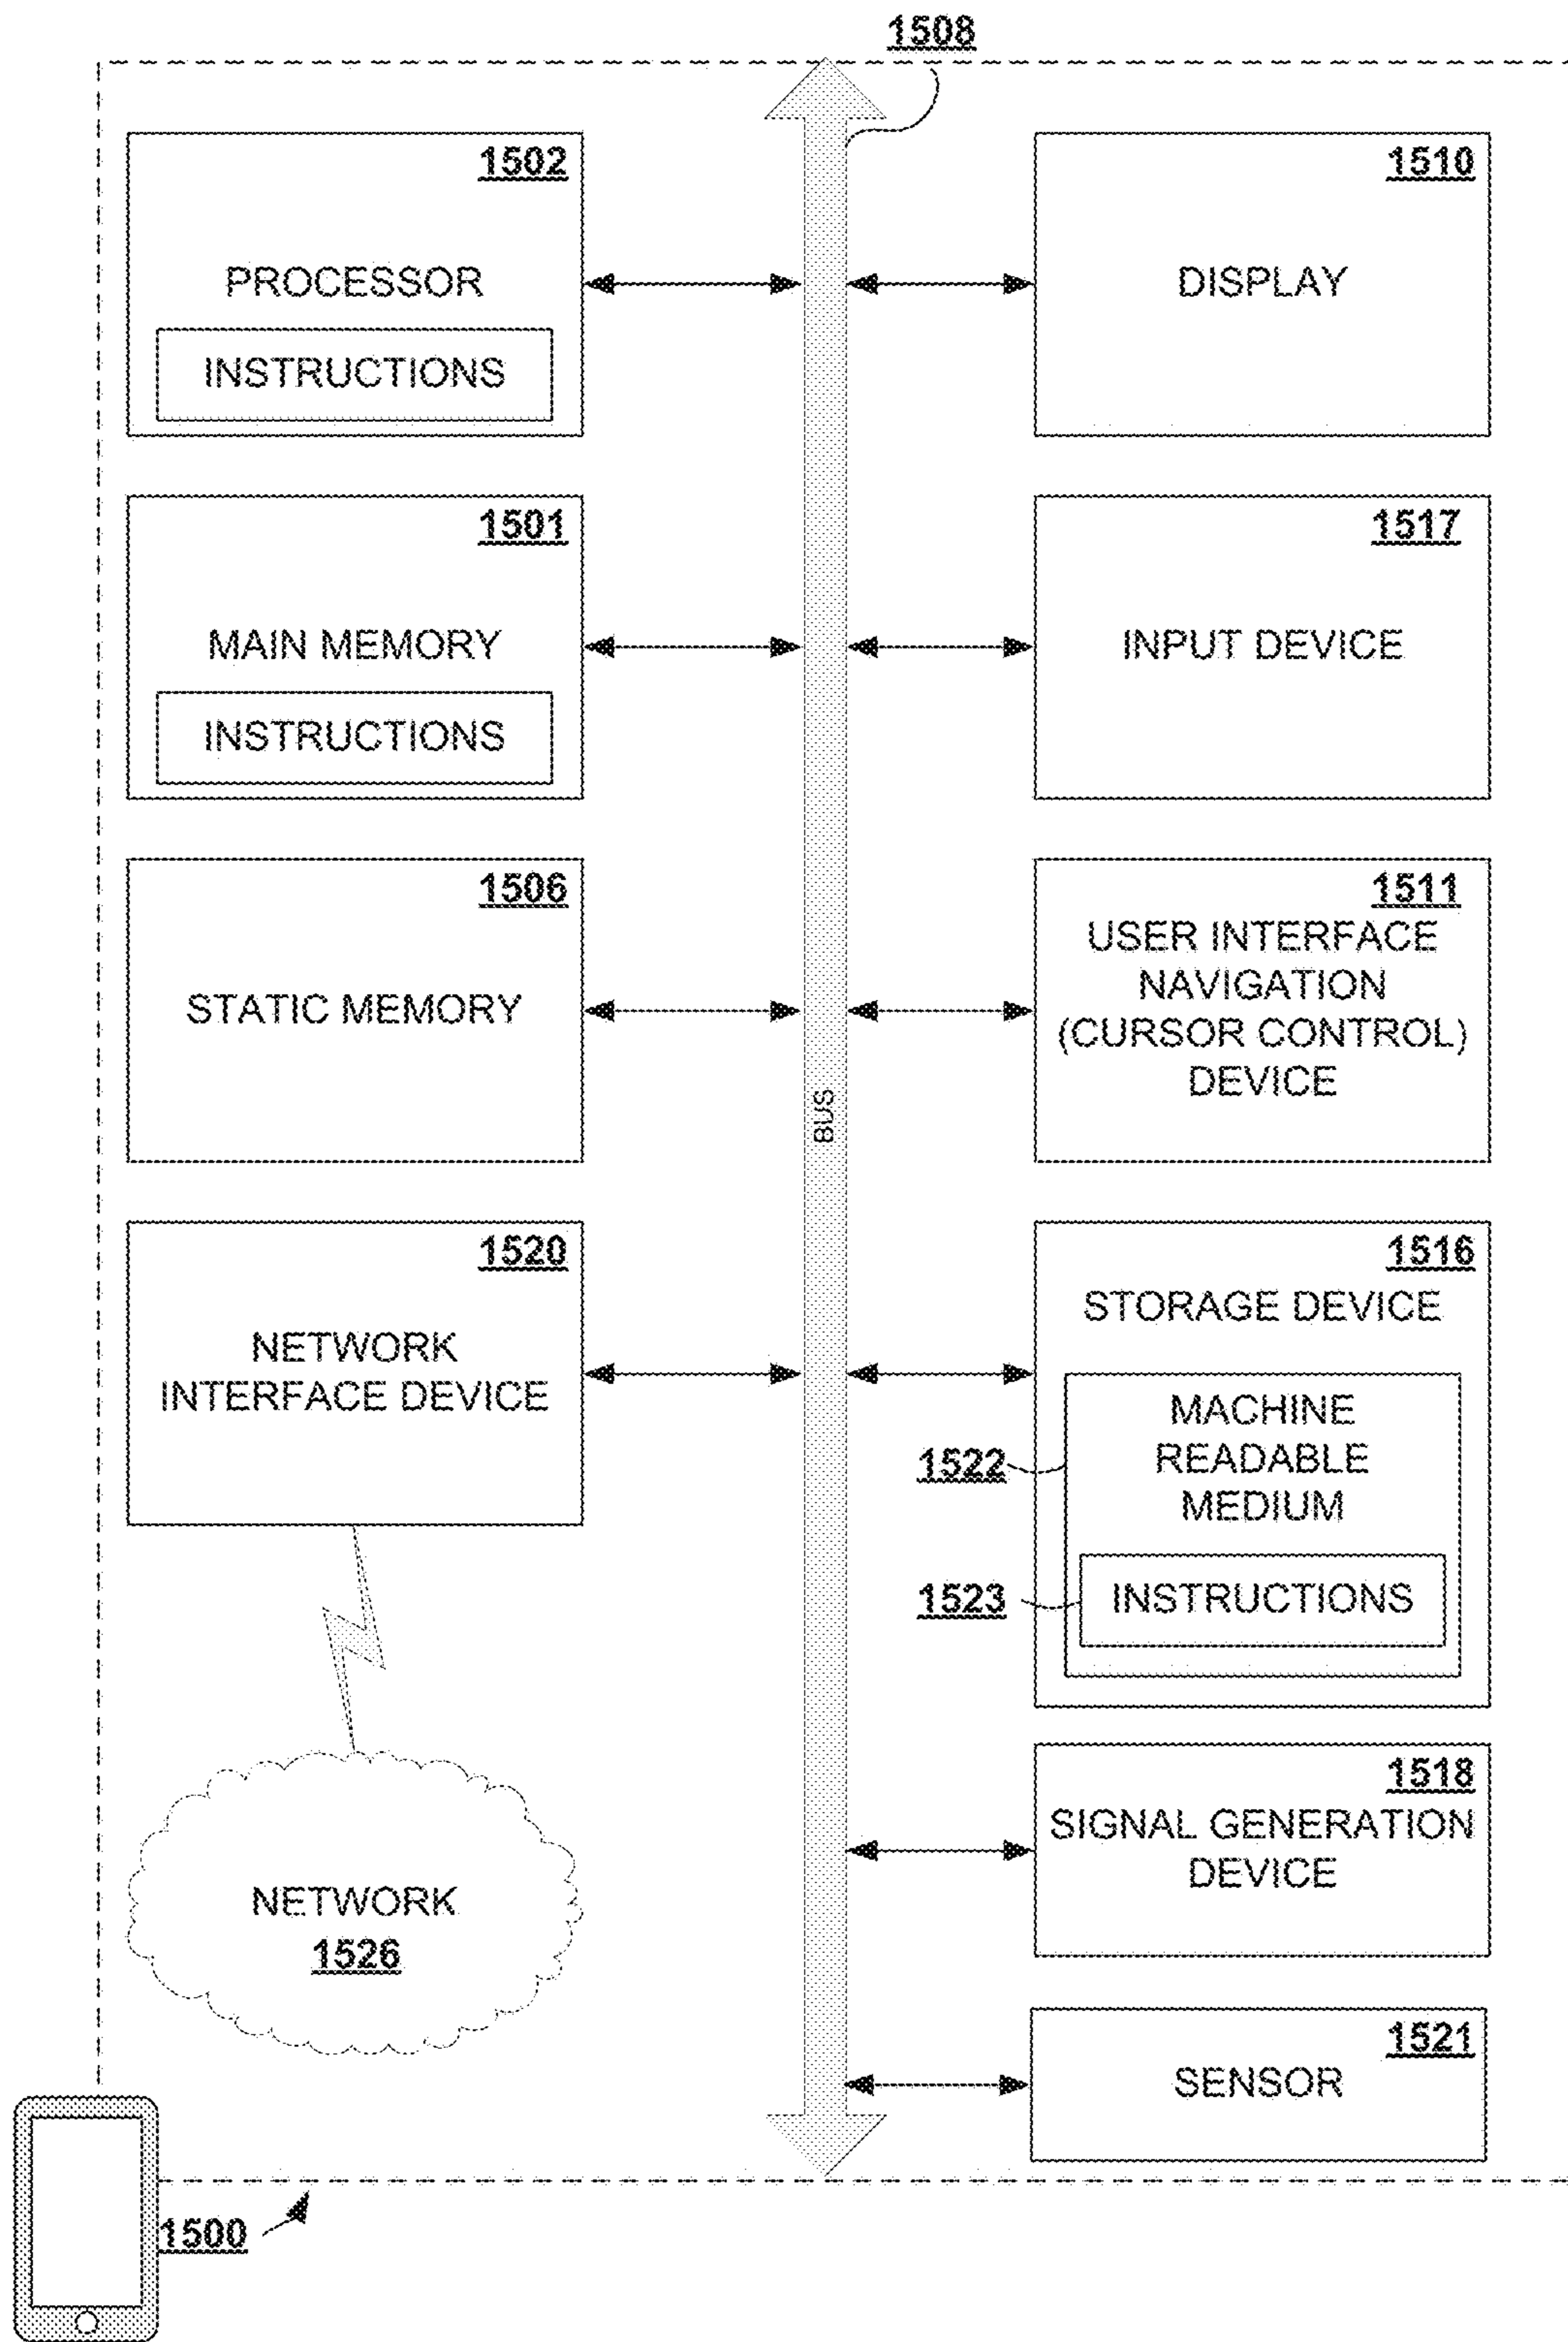 1508
1502
PROCESSOR
INSTRUCTIONS
1510
DISPLAY
1501
MAIN MEMORY
INSTRUCTIONS
1517
INPUT DEVICE
1506
STATIC MEMORY
1511
USER INTERFACE
NAVIGATION
(CURSOR CONTROL)
DEVICE
BUS
1520
NETWORK
INTERFACE DEVICE
1516
STORAGE DEVICE
1522
MACHINE
READABLE
MEDIUM
1523
INSTRUCTIONS
1518
SIGNAL GENERATION
DEVICE
NETWORK
1526
1521
SENSOR
1500